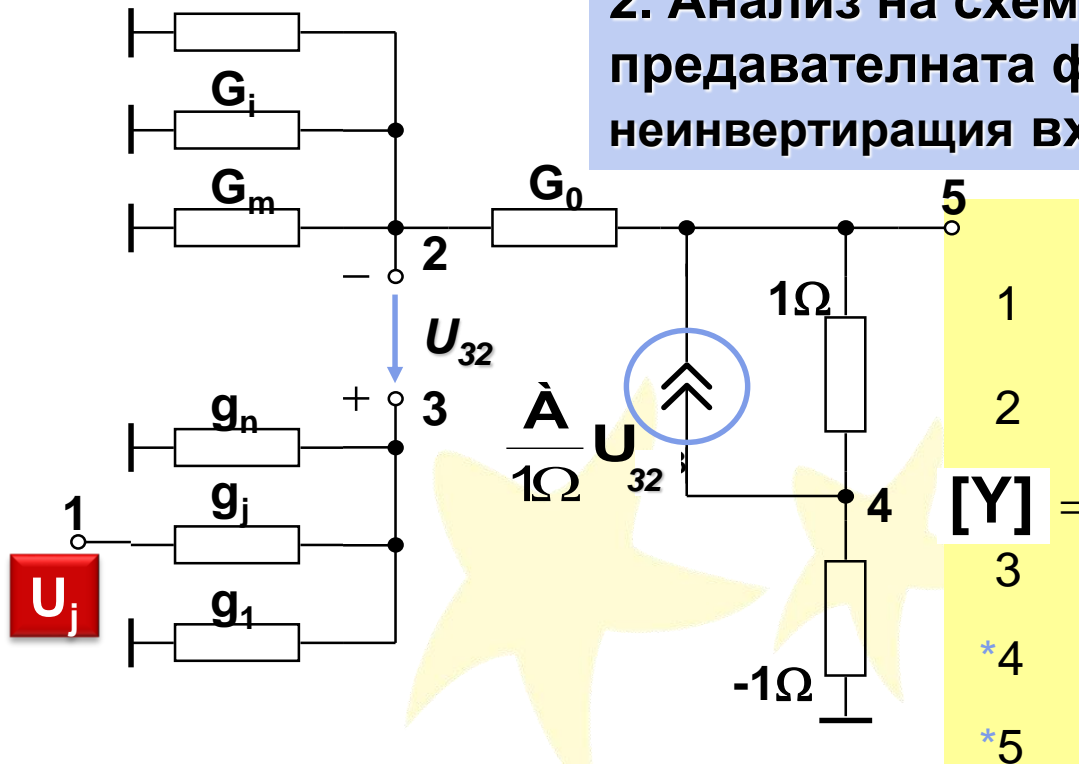 2. Анализ на схем
предавателната ф
неинвертиращия вх
Gi
Gm
G0
5
2
−
1Ω
1
U32
2
+
3
gn
À
1Ω
U32
gj
1
4
[Y] =
3
Uj
g1
*4
-1Ω
*5